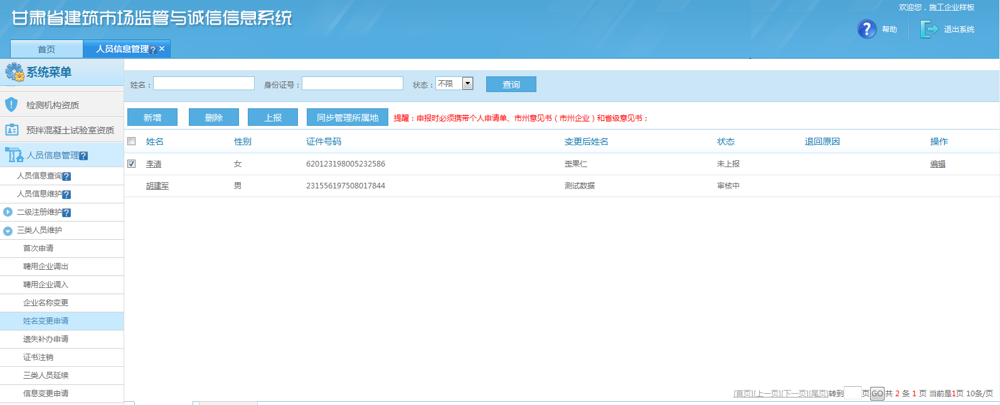 甘肃省建筑市场监管与诚信信息系统
欢迎您，施工企业样板
帮助
退出系统
首页
人员信息管理
系统菜单
检测机构资质
预拌混凝土试验室资质
人员信息管理
人员信息查询
人员信息维护
二级注册维护
三类人员维护
首次申请
聘用企业调出
聘用企业调入
企业名称变更
姓名变更申请
遗失补办申请
证书注销
三类人员延续
信息变更申请
姓名： 身份证号： 状态：不限 查询
新增 删除 上报 同步管理所属地 提醒：申报时必须携带个人申请单、市州意见书（市州企业）和省级意见书；
姓名 性别 证件号码 变更后姓名 状态 退回原因 操作
李清 女 620123198005232586 歪果仁 未上报 编辑
胡建军 男 231556197508017844 测试数据 审核中
[首页][上一页][下一页][尾页]转到 页 GO 共 2 条 1 页 当前是1页 10条/页